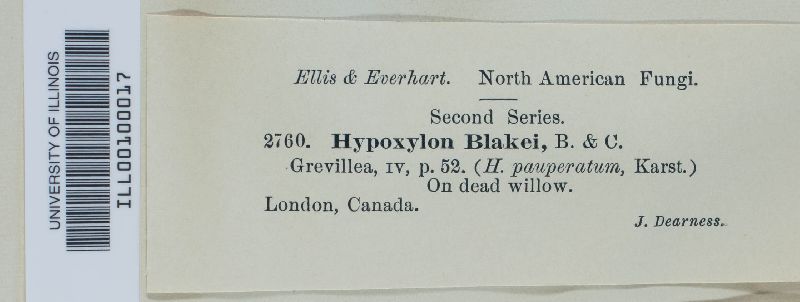 UNIVERSITY OF ILLINOIS
ILL00100017
Ellis & Everhart. North American Fungi.
Second Series.
2760. Hypoxylon Blakei, B. & C.
Grevillea, IV, p. 52. (H. pauperatum, Karst.)
On dead willow.
London, Canada.
J. Dearness.